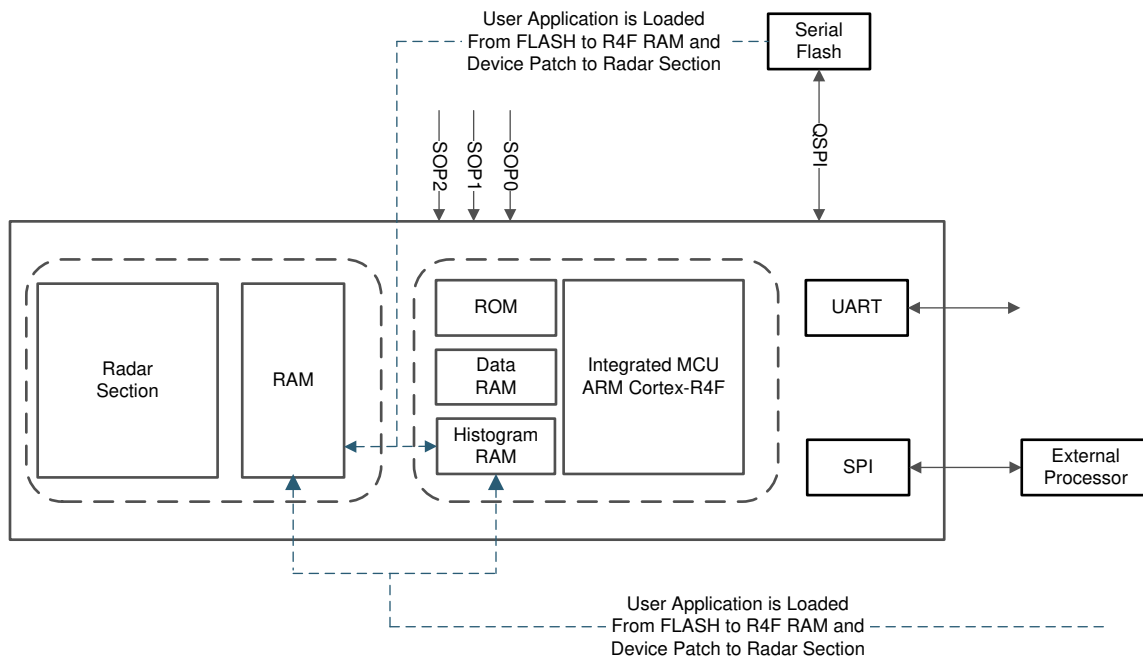 User Application is Loaded
From FLASH to R4F RAM and
Device Patch to Radar Section
Serial
Flash
SOP2
SOP1
SOP0
QSPI
Radar
Section
RAM
ROM
Data
RAM
Histogram
RAM
Integrated MCU
ARM Cortex-R4F
UART
SPI
External
Processor
User Application is Loaded
From FLASH to R4F RAM and
Device Patch to Radar Section